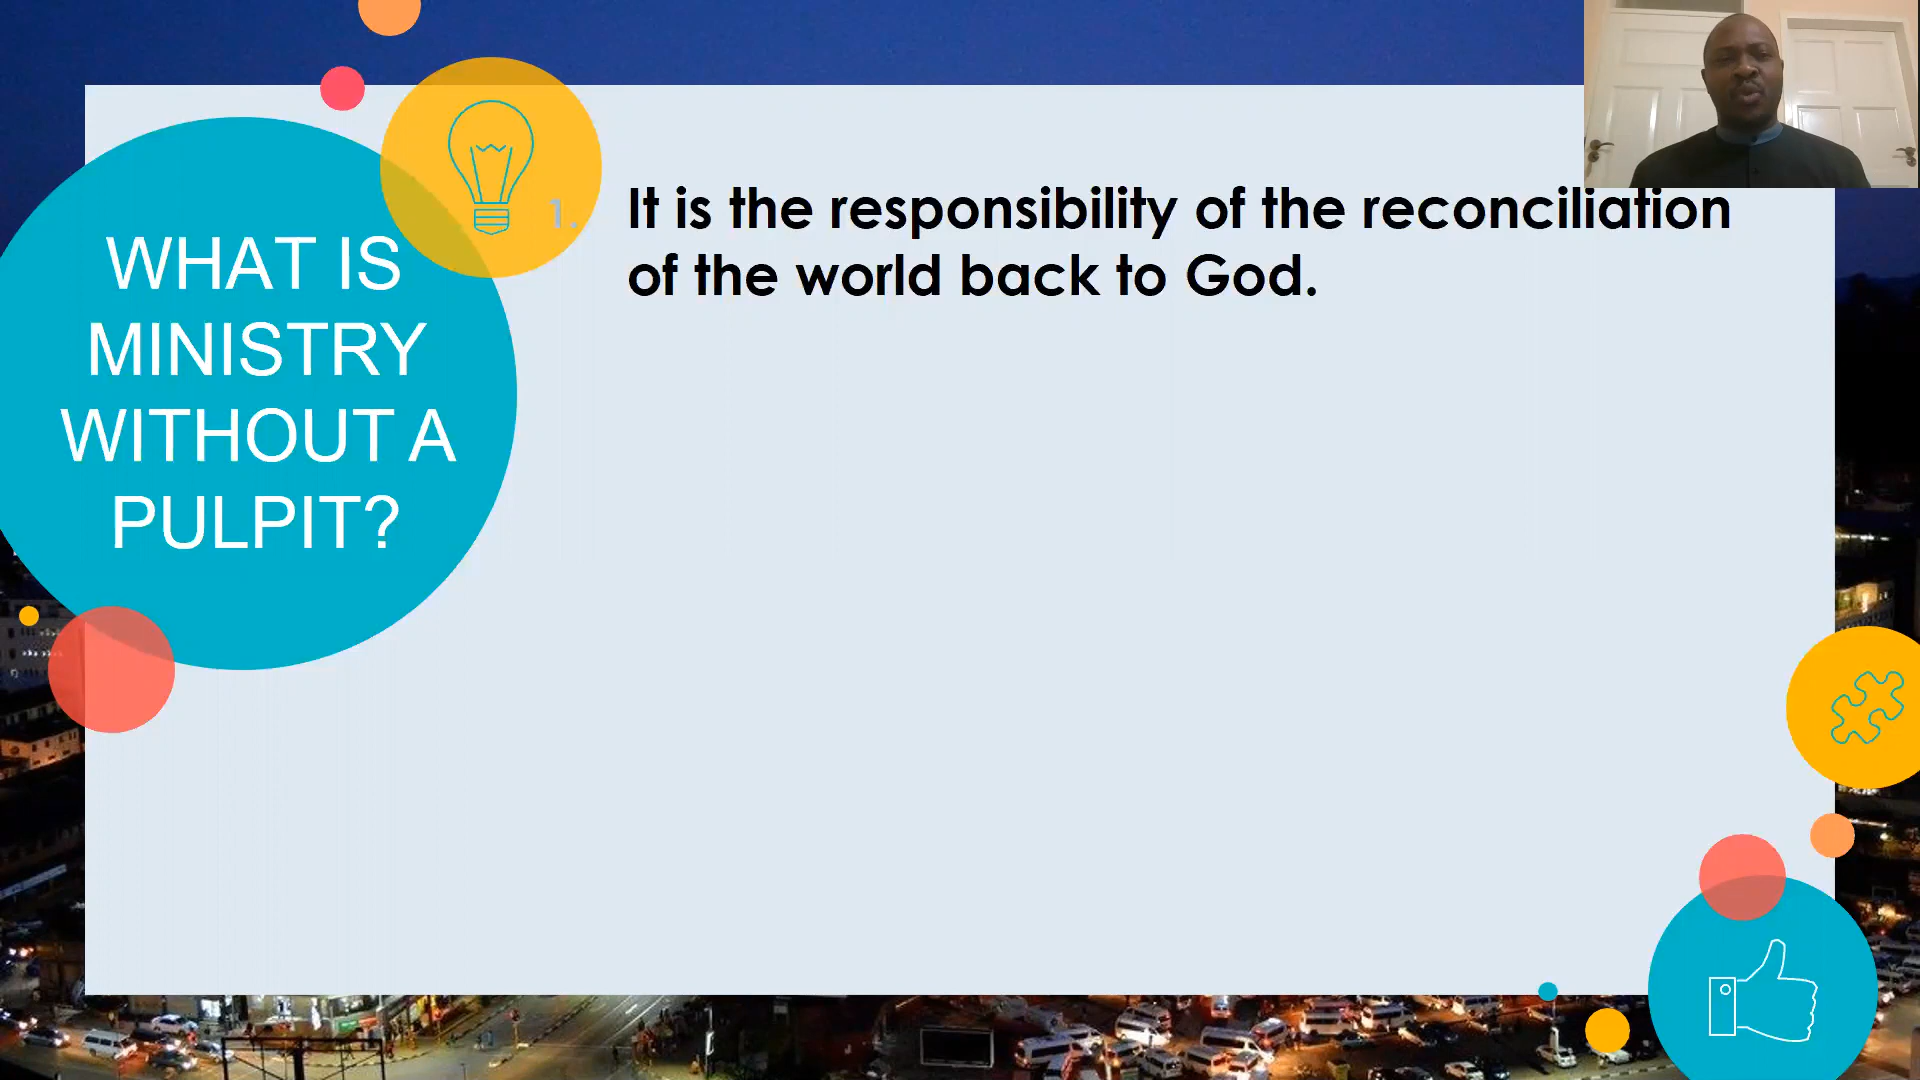 WHAT IS
MINISTRY
WITHOUT A
PULPIT?
1. It is the responsibility of the reconciliation
of the world back to God.